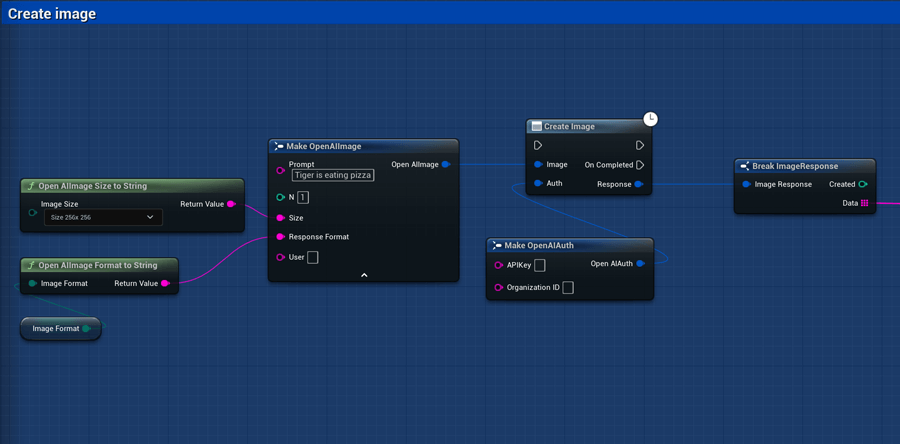 Create image
Open AIImage Size to String
Image Size
Return Value
Size 256x 256
Open AIImage Format to String
Image Format
Return Value
Image Format
Make OpenAIImage
Prompt
Open AIImage
Tiger is eating pizza
N
1
Size
Response Format
User
Create Image
Image
On Completed
Auth
Response
Make OpenAIAuth
APIKey
Open AIAuth
Organization ID
Break ImageResponse
Image Response
Created
Data